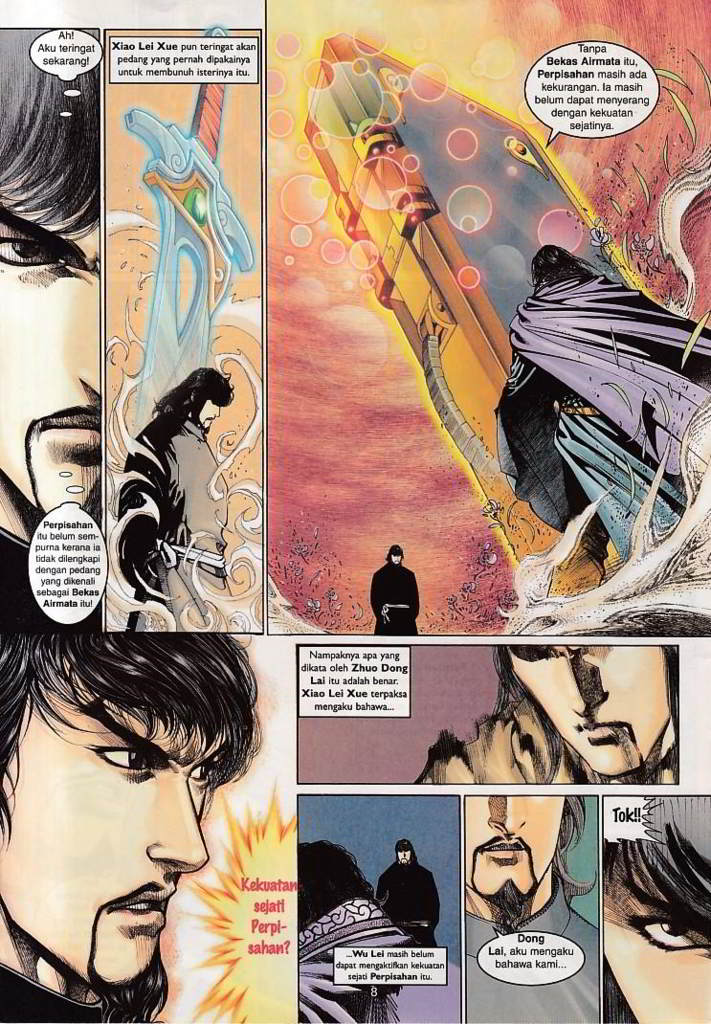 Ah!
Aku teringat
sekarang!
Xiao Lei Xue pun teringat akan
pedang yang pernah dipakainya
untuk membunuh isterinya itu.
Perpisahan
itu belum sem-
purna kerana ia
tidak dilengkapi
dengan pedang
yang dikenali
sebagai Bekas
Airmata itu!
Tanpa
Bekas Airmata itu,
Perpisahan masih ada
kekurangan. Ia masih
belum dapat menyerang
dengan kekuatan
sejatinya.
Kekuatan
sejati
Perpi-
sahan?
Nampaknya apa yang
dikata oleh Zhuo Dong
Lai itu adalah benar.
Xiao Lei Xue terpaksa
mengaku bahawa...
...Wu Lei masih belum
dapat mengaktifkan kekuatan
sejati Perpisahan itu.
Dong
Lai, aku mengaku
bahawa kami...
Tok!!
8